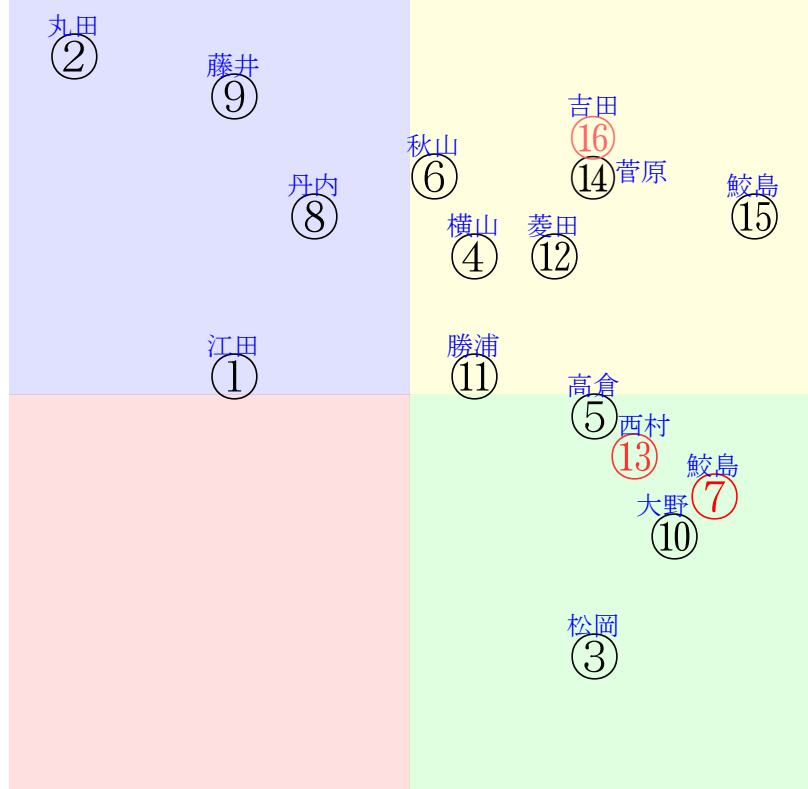 丸田
②
藤井
⑨
吉田
⑯
秋山
⑥
⑭
菅原
丹内
⑧
鮫島
⑮
横山
④
菱田
⑫
江田
①
勝浦
⑪
高倉
⑤
西村
⑬
鮫島
⑦
大野
⑩
松岡
③